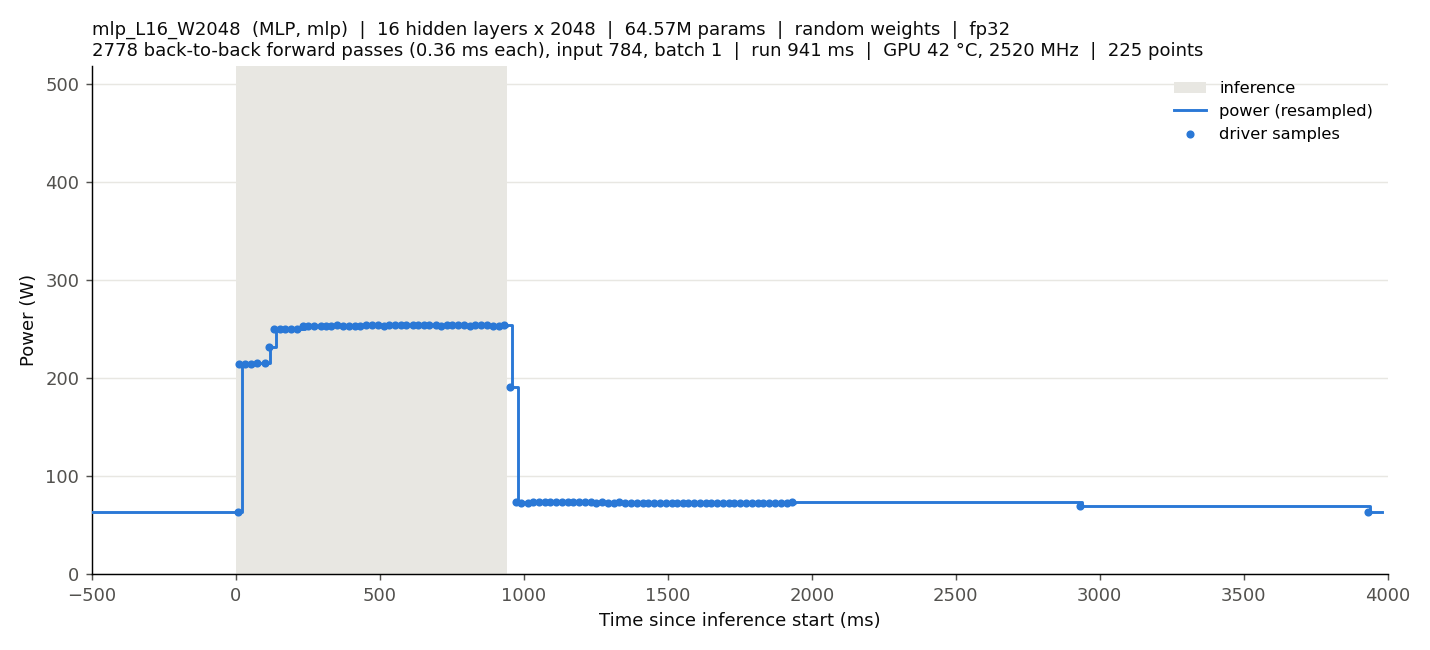 mlp_L16_W2048  (MLP, mlp)  |  16 hidden layers x 2048  |  64.57M params  |  random weights  |  fp32
2778 back-to-back forward passes (0.36 ms each), input 784, batch 1  |  run 941 ms  |  GPU 42 °C, 2520 MHz  |  225 points
500
400
300
200
100
0
Power (W)
inference
power (resampled)
driver samples
−500
0
500
1000
1500
2000
2500
3000
3500
4000
Time since inference start (ms)